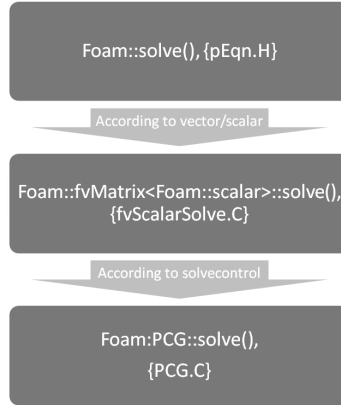 Foam::solve(), {pEqn.H}
According to vector/scalar
Foam::fvMatrix<Foam::scalar>::solve(),
{fvScalarSolve.C}
According to solvecontrol
Foam:PCG::solve(),
{PCG.C}